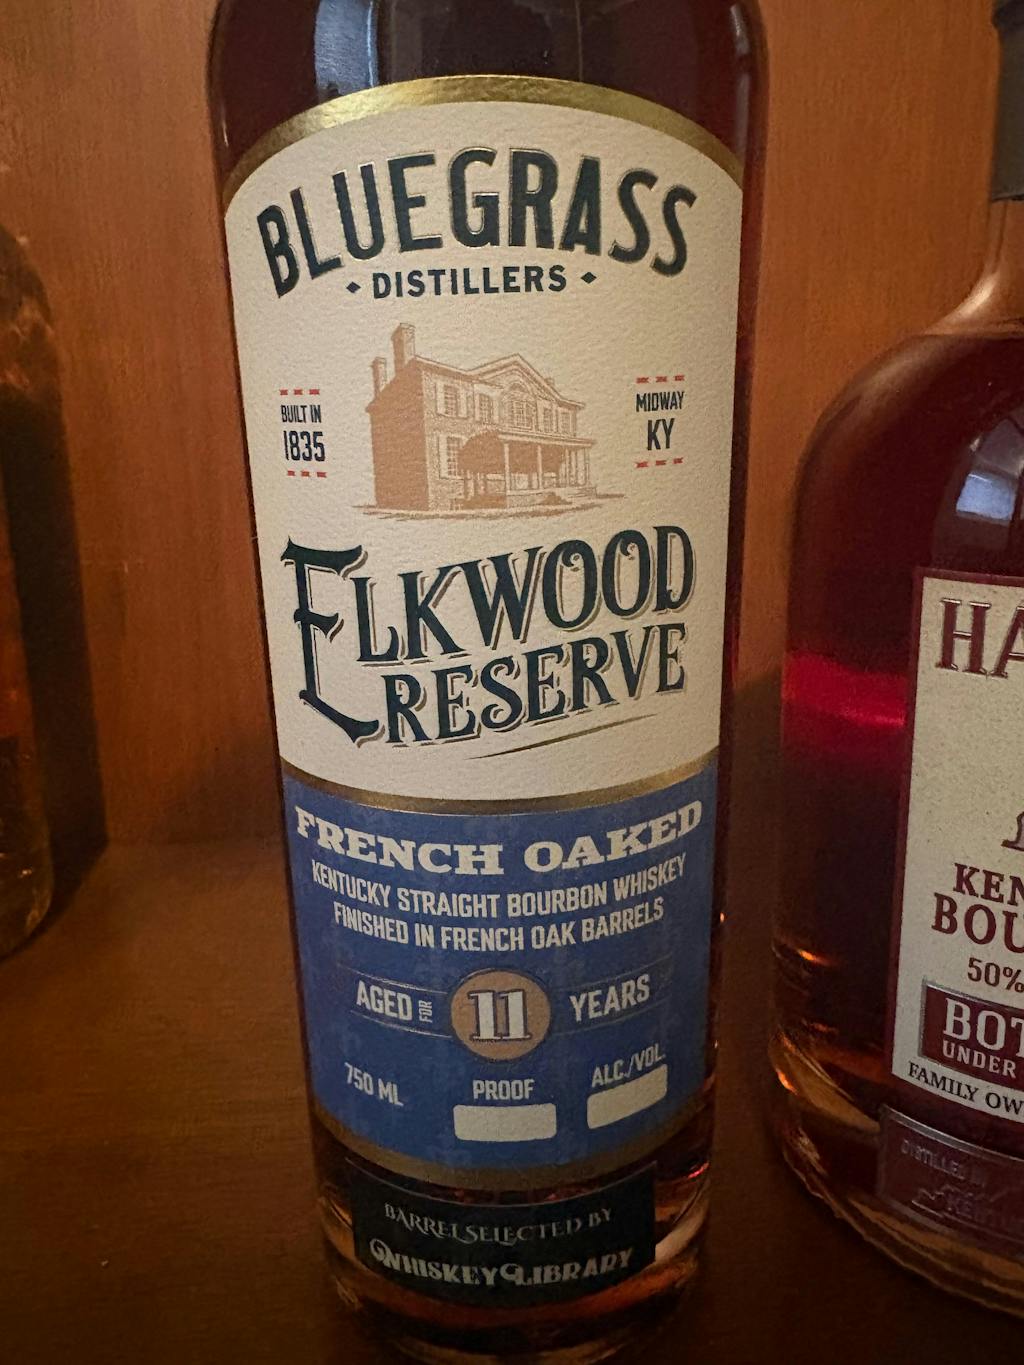 BLUEGRASS
DISTILLERS
BUILT IN
1835
MIDWAY
KY
ELKWOOD
RESERVE
FRENCH OAKED
KENTUCKY STRAIGHT BOURBON WHISKEY
FINISHED IN FRENCH OAK BARRELS
AGED FOR 11 YEARS
750 ML
PROOF
ALC./VOL.
BARREL SELECTED BY
WHISKEY LIBRARY
HA
KEN
BOU
50%
BOT
UNDER
FAMILY OW
DISTILLED IN